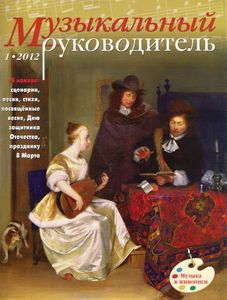 Музыкальный
руководитель
1 • 2012
В номере:
сценарии,
песни, стихи,
посвящённые
весне, Дню
защитника
Отечества,
празднику
8 Марта
Музыка
в живописи